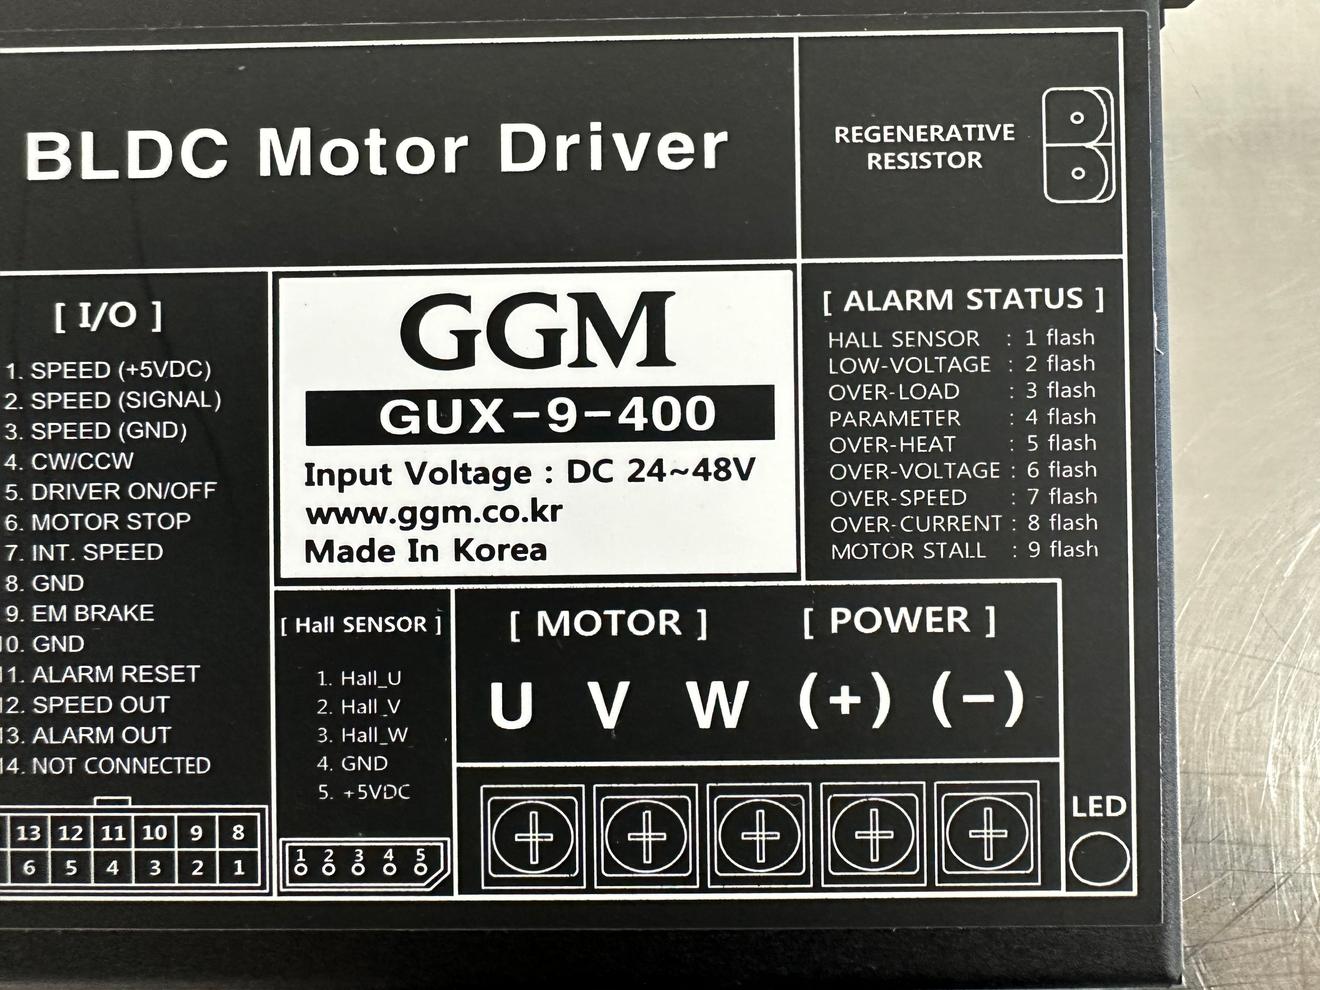 BLDC Motor Driver
REGENERATIVE
RESISTOR
[ I/O ]
1. SPEED (+5VDC)
2. SPEED (SIGNAL)
3. SPEED (GND)
4. CW/CCW
5. DRIVER ON/OFF
6. MOTOR STOP
7. INT. SPEED
8. GND
9. EM BRAKE
10. GND
11. ALARM RESET
12. SPEED OUT
13. ALARM OUT
14. NOT CONNECTED
13 12 11 10 9 8
6 5 4 3 2 1
GGM
GUX-9-400
Input Voltage : DC 24~48V
www.ggm.co.kr
Made In Korea
[ ALARM STATUS ]
HALL SENSOR : 1 flash
LOW-VOLTAGE : 2 flash
OVER-LOAD : 3 flash
PARAMETER : 4 flash
OVER-HEAT : 5 flash
OVER-VOLTAGE : 6 flash
OVER-SPEED : 7 flash
OVER-CURRENT : 8 flash
MOTOR STALL : 9 flash
[ Hall SENSOR ]
1. Hall_U
2. Hall_V
3. Hall_W
4. GND
5. +5VDC
1 2 3 4 5
[ MOTOR ] [ POWER ]
U V W (+) (-)
LED